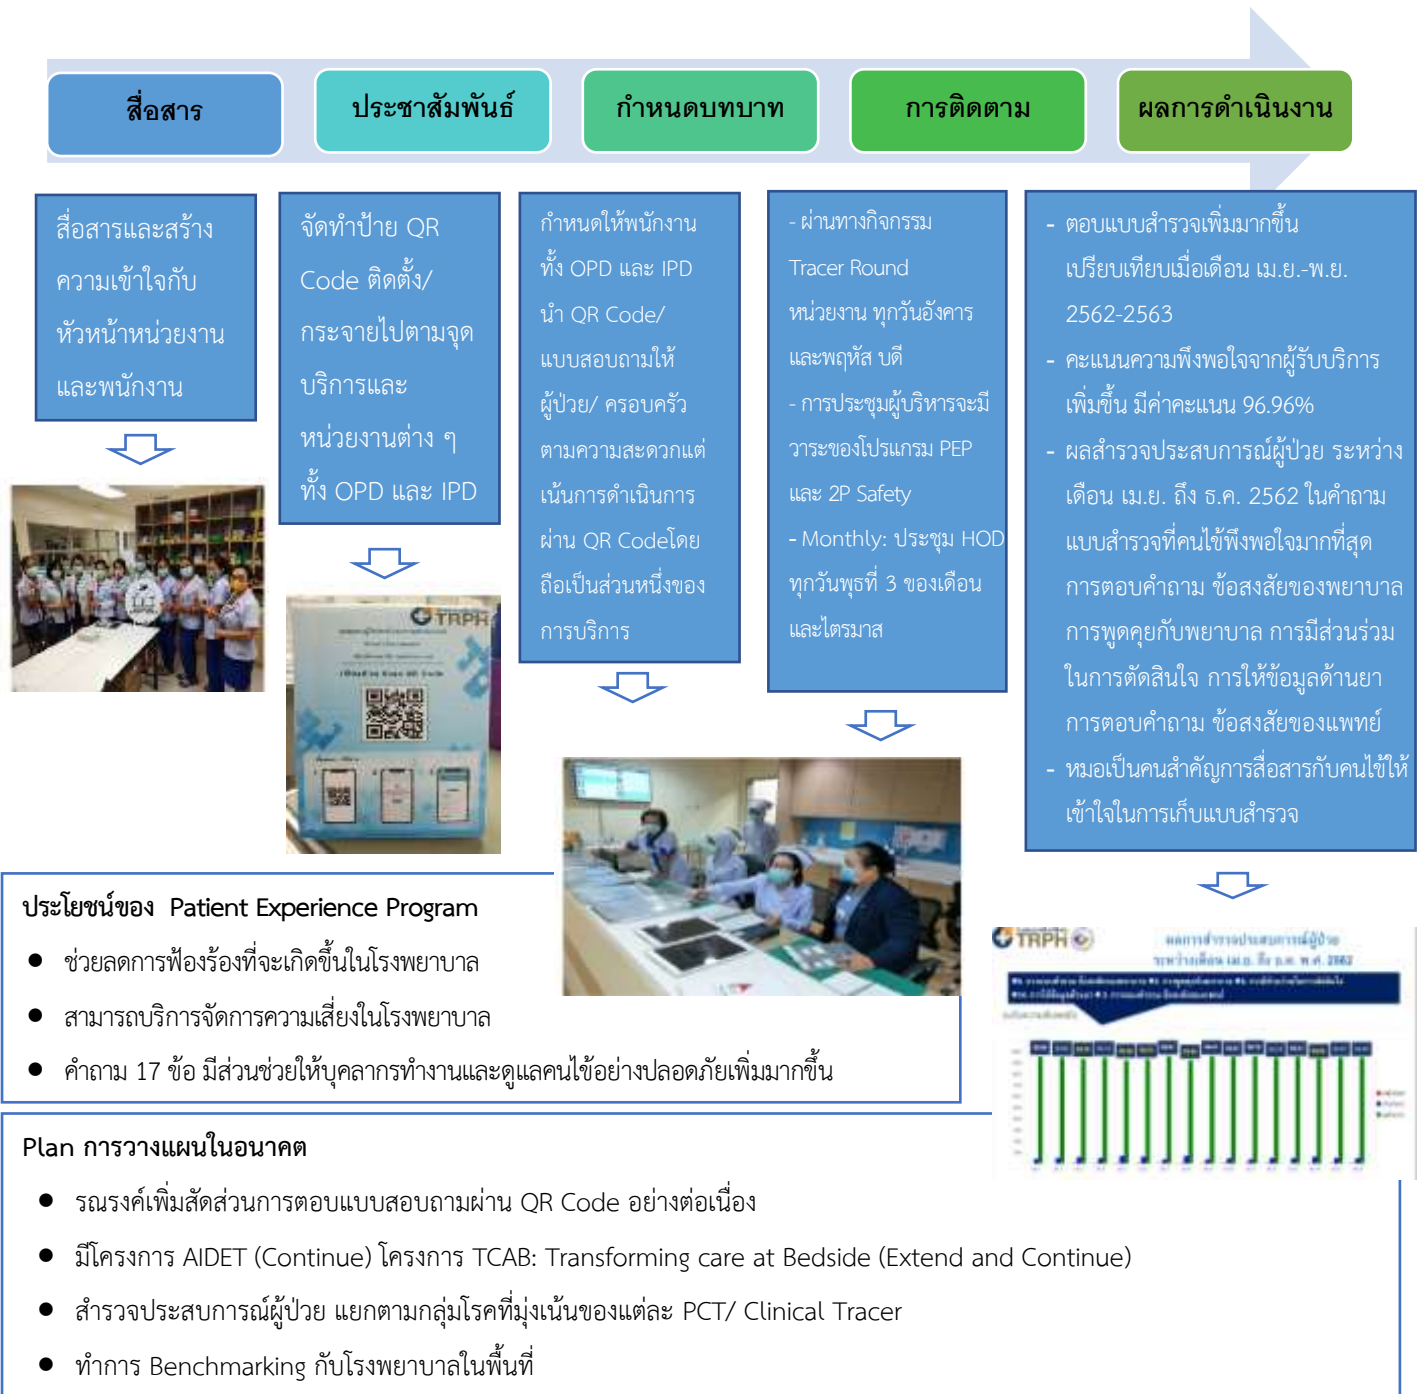 สื่อสาร
ประชาสัมพันธ์
กำหนดบทบาท
การติดตาม
ผลการดำเนินงาน
สื่อสารและสร้าง
ความเข้าใจกับ
หัวหน้าหน่วยงาน
และพนักงาน
จัดทำป้าย QR
Code ติดตั้ง/
กระจายไปตามจุด
บริการและ
หน่วยงานต่าง ๆ
ทั้ง OPD และ IPD
กำหนดให้พนักงาน
ทั้ง OPD และ IPD
นำ QR Code/
แบบสอบถามให้
ผู้ป่วย/ ครอบครัว
ตามความสะดวกแต่
เน้นการดำเนินการ
ผ่าน QR Codeโดย
ถือเป็นส่วนหนึ่งของ
การบริการ
- ผ่านทางกิจกรรม
Tracer Round
หน่วยงาน ทุกวันอังคาร
และพฤหัส บดี
- การประชุมผู้บริหารจะมี
วาระของโปรแกรม PEP
และ 2P Safety
- Monthly: ประชุม HOD
ทุกวันพุธที่ 3 ของเดือน
และไตรมาส
- ตอบแบบสำรวจเพิ่มมากขึ้น
เปรียบเทียบเมื่อเดือน เม.ย.-พ.ย.
2562-2563
- คะแนนความพึงพอใจจากผู้รับบริการ
เพิ่มขึ้น มีค่าคะแนน 96.96%
- ผลสำรวจประสบการณ์ผู้ป่วย ระหว่าง
เดือน เม.ย. ถึง ธ.ค. 2562 ในคำถาม
แบบสำรวจที่คนไข้พึงพอใจมากที่สุด
การตอบคำถาม ข้อสงสัยของพยาบาล
การพูดคุยกับพยาบาล การมีส่วนร่วม
ในการตัดสินใจ การให้ข้อมูลด้านยา
การตอบคำถาม ข้อสงสัยของแพทย์
- หมอเป็นคนสำคัญการสื่อสารกับคนไข้ให้
เข้าใจในการเก็บแบบสำรวจ
TRPH
TRPH
ผลการสำรวจประสบการณ์ผู้ป่วย
ระหว่างเดือน เม.ย. ถึง ธ.ค. พ.ศ. 2562
ประโยชน์ของ Patient Experience Program
● ช่วยลดการฟ้องร้องที่จะเกิดขึ้นในโรงพยาบาล
● สามารถบริการจัดการความเสี่ยงในโรงพยาบาล
● คำถาม 17 ข้อ มีส่วนช่วยให้บุคลากรทำงานและดูแลคนไข้อย่างปลอดภัยเพิ่มมากขึ้น
Plan การวางแผนในอนาคต
● รณรงค์เพิ่มสัดส่วนการตอบแบบสอบถามผ่าน QR Code อย่างต่อเนื่อง
● มีโครงการ AIDET (Continue) โครงการ TCAB: Transforming care at Bedside (Extend and Continue)
● สำรวจประสบการณ์ผู้ป่วย แยกตามกลุ่มโรคที่มุ่งเน้นของแต่ละ PCT/ Clinical Tracer
● ทำการ Benchmarking กับโรงพยาบาลในพื้นที่